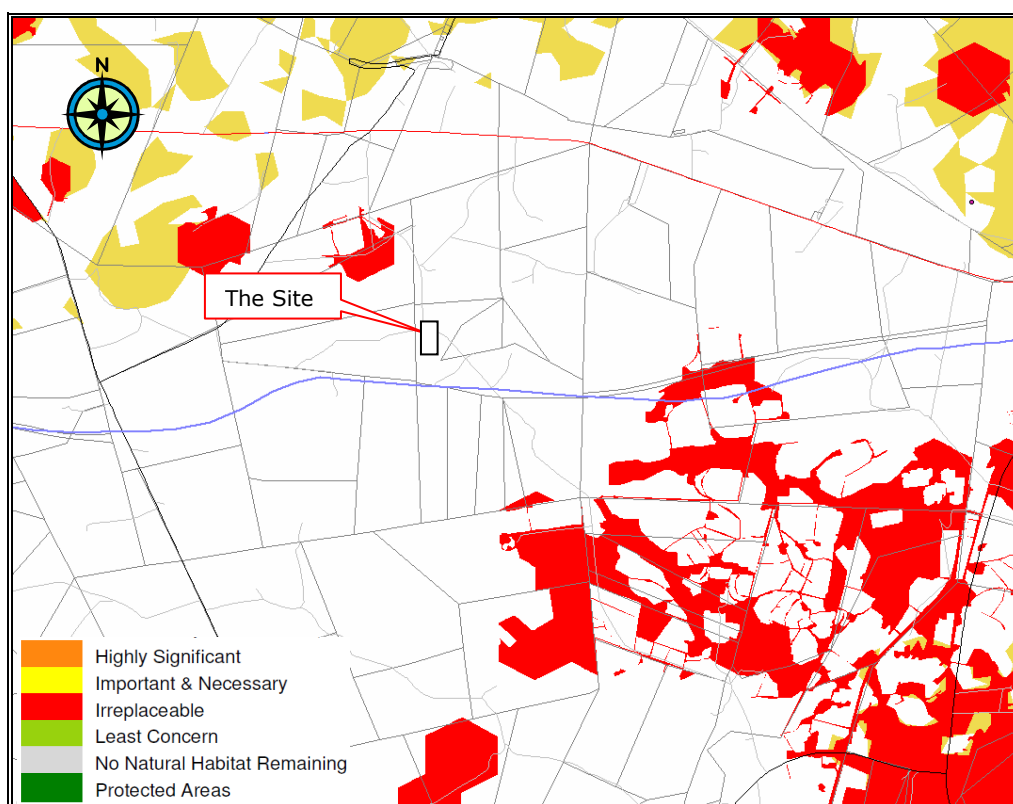 N
The Site
Highly Significant
Important & Necessary
Irreplaceable
Least Concern
No Natural Habitat Remaining
Protected Areas